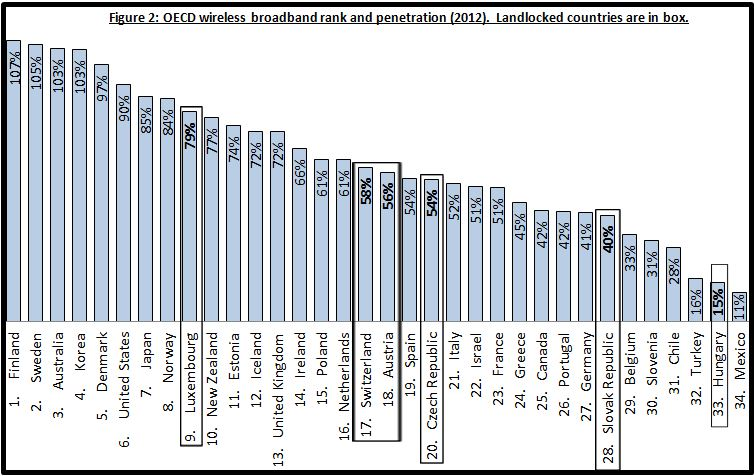 Figure 2: OECD wireless broadband rank and penetration (2012).  Landlocked countries are in box.
107%
105%
103%
103%
97%
90%
85%
84%
79%
77%
74%
72%
72%
66%
61%
61%
58%
56%
54%
54%
52%
51%
51%
45%
42%
42%
41%
40%
33%
31%
28%
16%
15%
11%
1. Finland
2. Sweden
3. Australia
4. Korea
5. Denmark
6. United States
7. Japan
8. Norway
9. Luxembourg
10. New Zealand
11. Estonia
12. Iceland
13. United Kingdom
14. Ireland
15. Poland
16. Netherlands
17. Switzerland
18. Austria
19. Spain
20. Czech Republic
21. Italy
22. Israel
23. France
24. Greece
25. Canada
26. Portugal
27. Germany
28. Slovak Republic
29. Belgium
30. Slovenia
31. Chile
32. Turkey
33. Hungary
34. Mexico